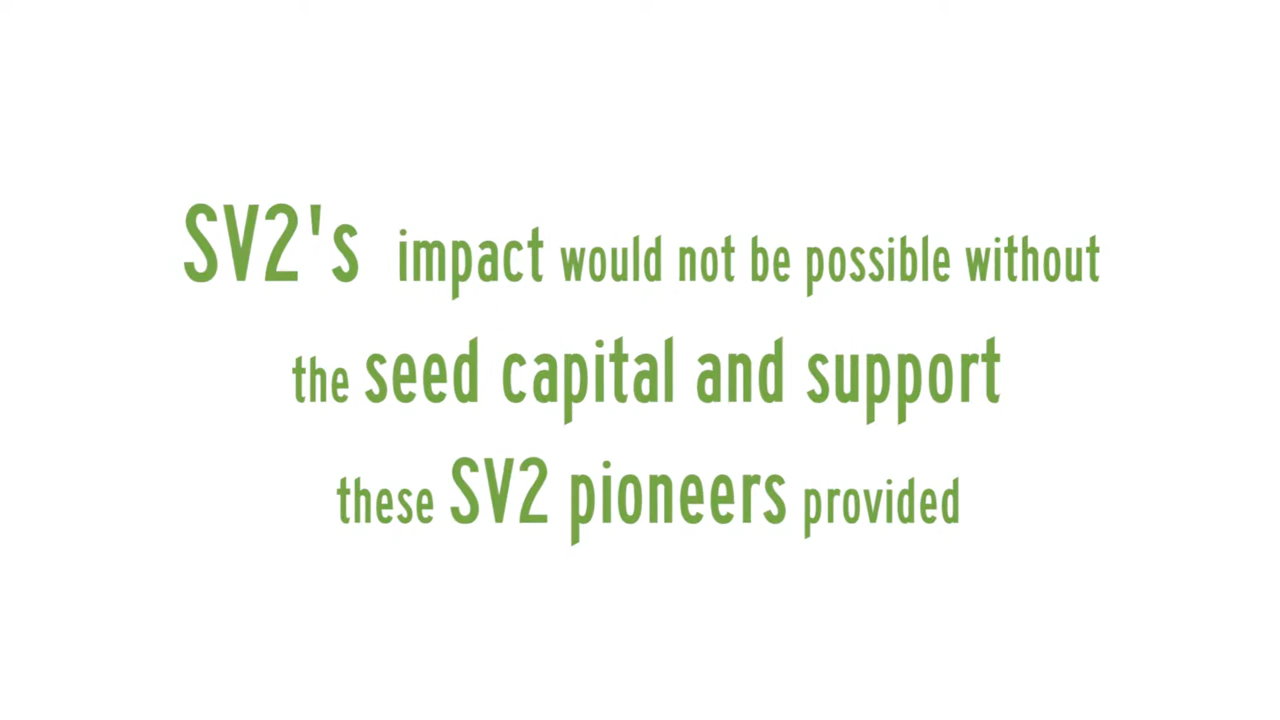 SV2's impact would not be possible without
the seed capital and support
these SV2 pioneers provided